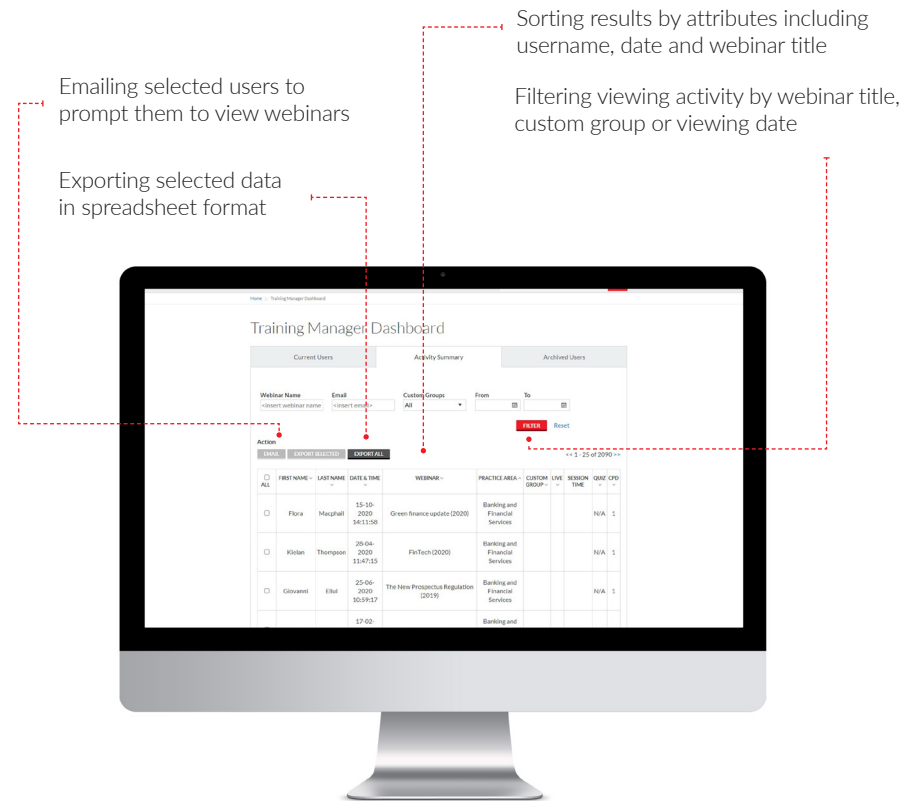 Sorting results by attributes including
username, date and webinar title
Emailing selected users to
prompt them to view webinars
Filtering viewing activity by webinar title,
custom group or viewing date
Exporting selected data
in spreadsheet format
Home > Training Manager Dashboard
Training Manager Dashboard
Current Users Activity Summary Archived Users
Webinar Name Email Custom Groups From To
<insert webinar name <insert email> All
FILTER Reset
Action
EMAIL EXPORT SELECTED EXPORT ALL
<< 1 - 25 of 2090 >>
ALL FIRST NAME LAST NAME DATE & TIME WEBINAR PRACTICE AREA CUSTOM GROUP LIVE SESSION TIME QUIZ CPD
Flora Macphail 15-10-2020 14:11:58 Green finance update (2020) Banking and Financial Services N/A 1
Kielan Thompson 28-04-2020 11:47:15 FinTech (2020) Banking and Financial Services N/A 1
Giovanni Ellul 25-06-2020 10:59:17 The New Prospectus Regulation (2019) Banking and Financial Services N/A 1
17-02- Banking and